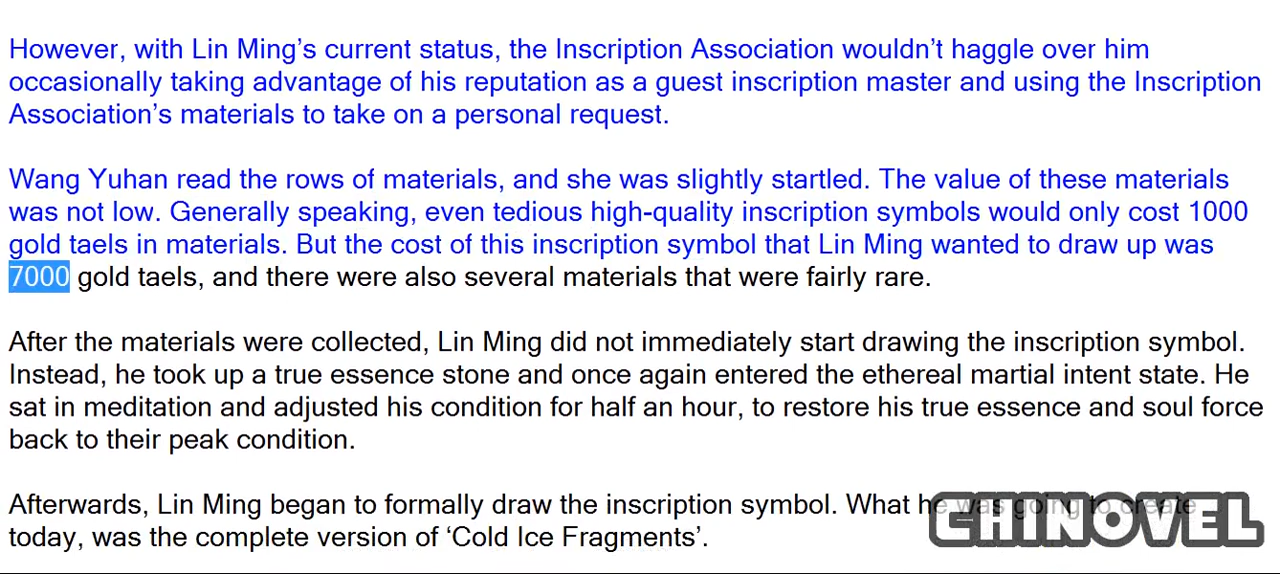 However, with Lin Ming’s current status, the Inscription Association wouldn’t haggle over him
occasionally taking advantage of his reputation as a guest inscription master and using the Inscription
Association’s materials to take on a personal request.
Wang Yuhan read the rows of materials, and she was slightly startled. The value of these materials
was not low. Generally speaking, even tedious high-quality inscription symbols would only cost 1000
gold taels in materials. But the cost of this inscription symbol that Lin Ming wanted to draw up was
7000 gold taels, and there were also several materials that were fairly rare.
After the materials were collected, Lin Ming did not immediately start drawing the inscription symbol.
Instead, he took up a true essence stone and once again entered the ethereal martial intent state. He
sat in meditation and adjusted his condition for half an hour, to restore his true essence and soul force
back to their peak condition.
Afterwards, Lin Ming began to formally draw the inscription symbol. What he was going to create
today, was the complete version of ‘Cold Ice Fragments’.
CHINOVEL